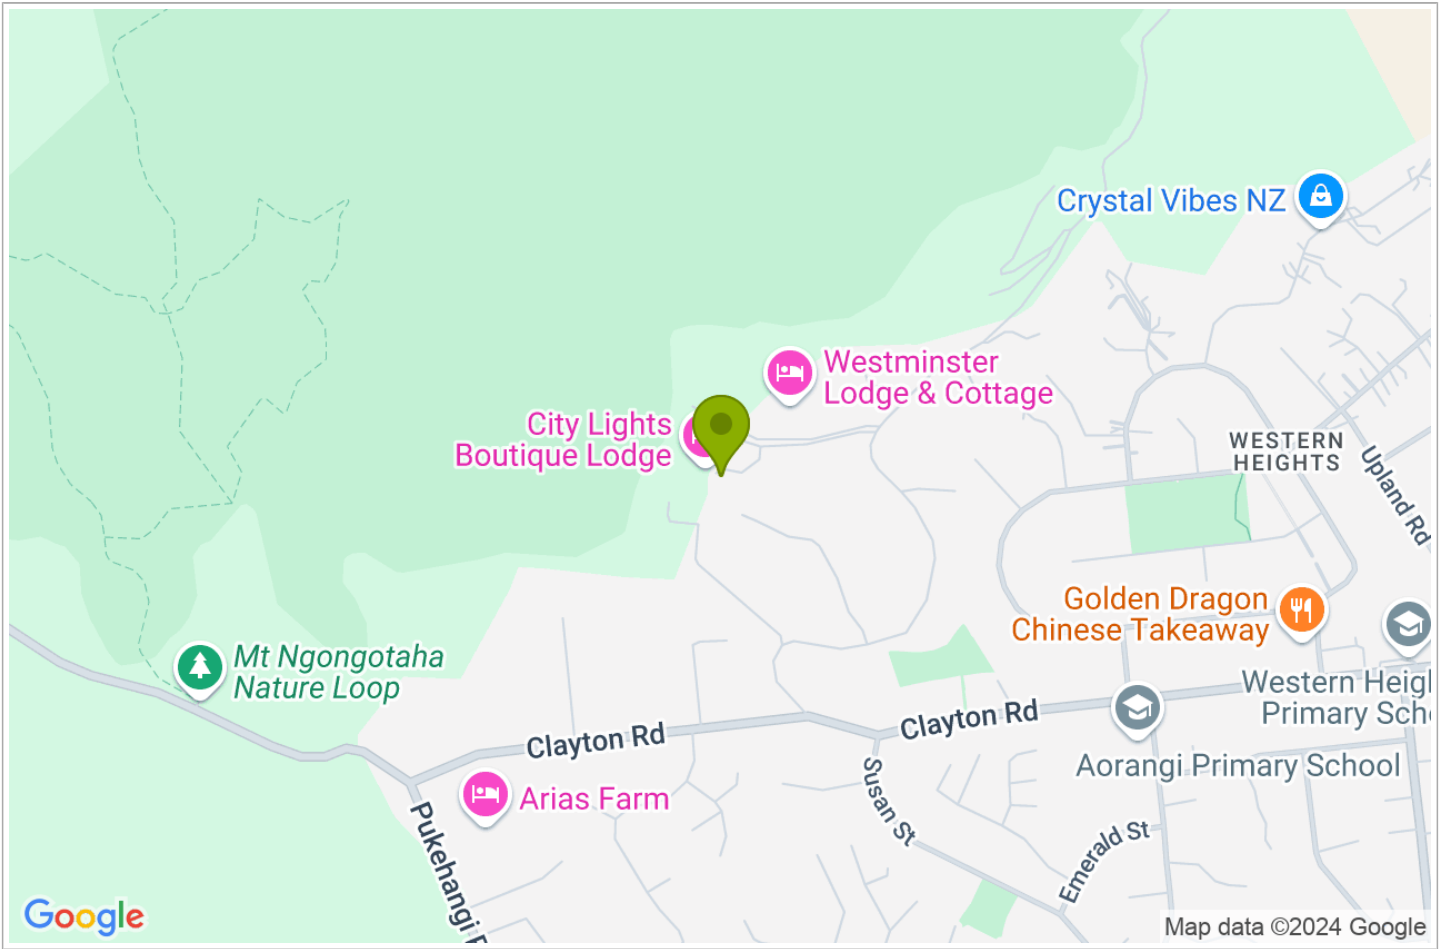 Crystal Vibes NZ
Westminster
Lodge & Cottage
City Lights
Boutique Lodge
WESTERN
HEIGHTS
Upland Rd
Golden Dragon
Chinese Takeaway
Mt Ngongotaha
Nature Loop
Western Heigh
Primary Scho
Clayton Rd
Clayton Rd
Aorangi Primary School
Arias Farm
Susan St
Pukehangi R
Emerald St
Google
Map data ©2024 Google